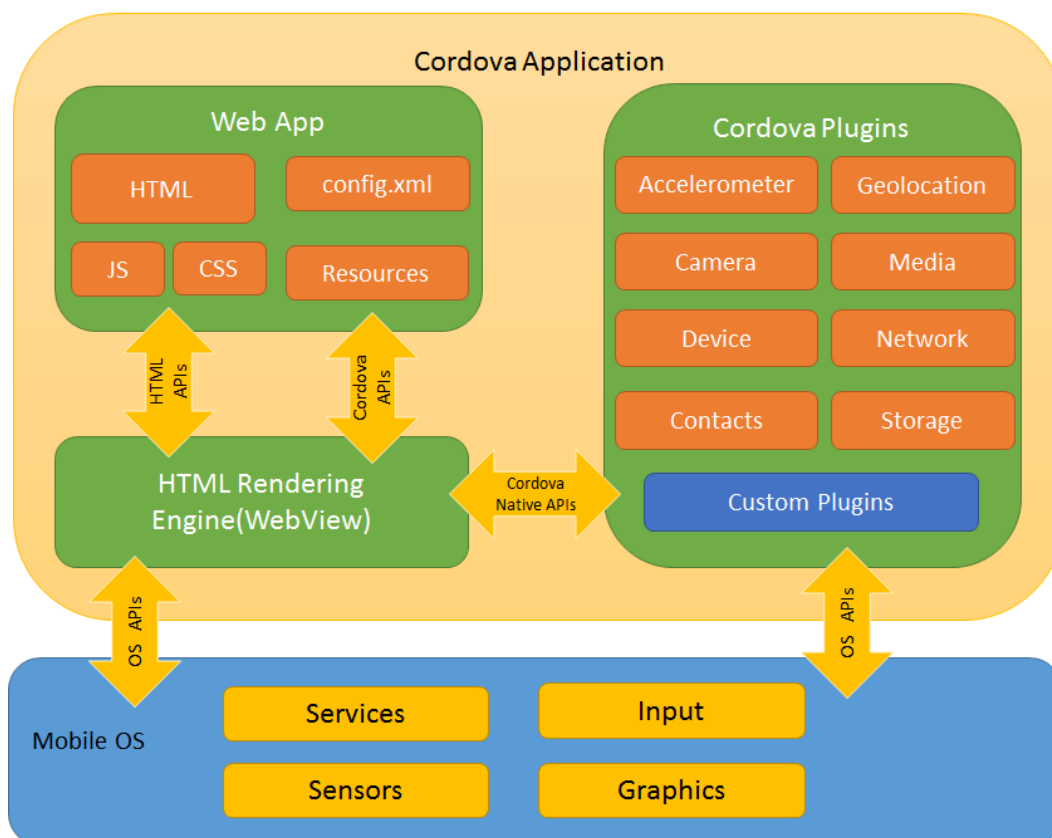 Cordova Application
Web App
HTML
config.xml
JS
CSS
Resources
HTML
APIs
Cordova
APIs
HTML Rendering
Engine(WebView)
Cordova
Native APIs
Cordova Plugins
Accelerometer
Geolocation
Camera
Media
Device
Network
Contacts
Storage
Custom Plugins
OS APIs
OS APIs
Mobile OS
Services
Input
Sensors
Graphics